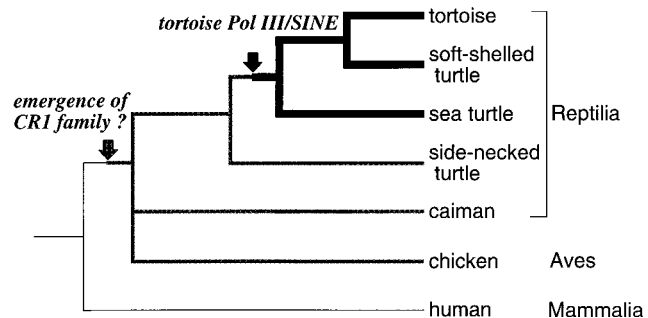 tortoise Pol III/SINE
tortoise
soft-shelled
turtle
emergence of
CR1 family ?
sea turtle
Reptilia
side-necked
turtle
caiman
chicken
Aves
human
Mammalia